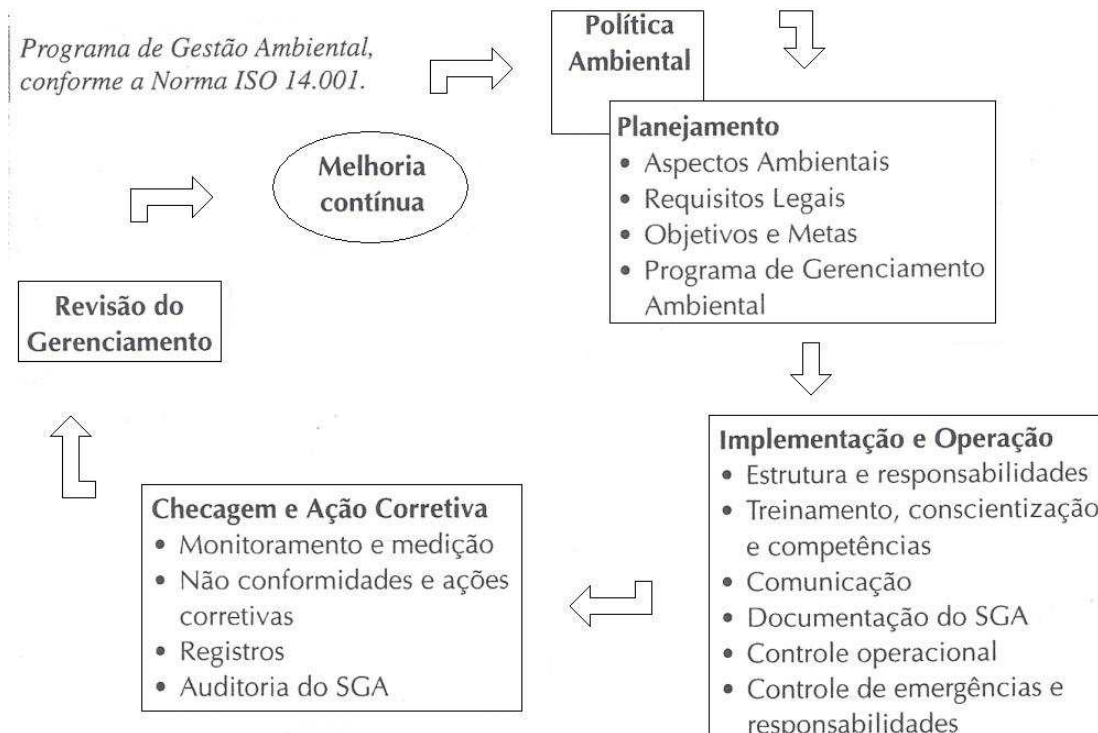 Programa de Gestão Ambiental,
conforme a Norma ISO 14.001.
Política
Ambiental
Planejamento
• Aspectos Ambientais
• Requisitos Legais
• Objetivos e Metas
• Programa de Gerenciamento
Ambiental
Implementação e Operação
• Estrutura e responsabilidades
• Treinamento, conscientização
e competências
• Comunicação
• Documentação do SGA
• Controle operacional
• Controle de emergências e
responsabilidades
Checagem e Ação Corretiva
• Monitoramento e medição
• Não conformidades e ações
corretivas
• Registros
• Auditoria do SGA
Revisão do
Gerenciamento
Melhoria
contínua